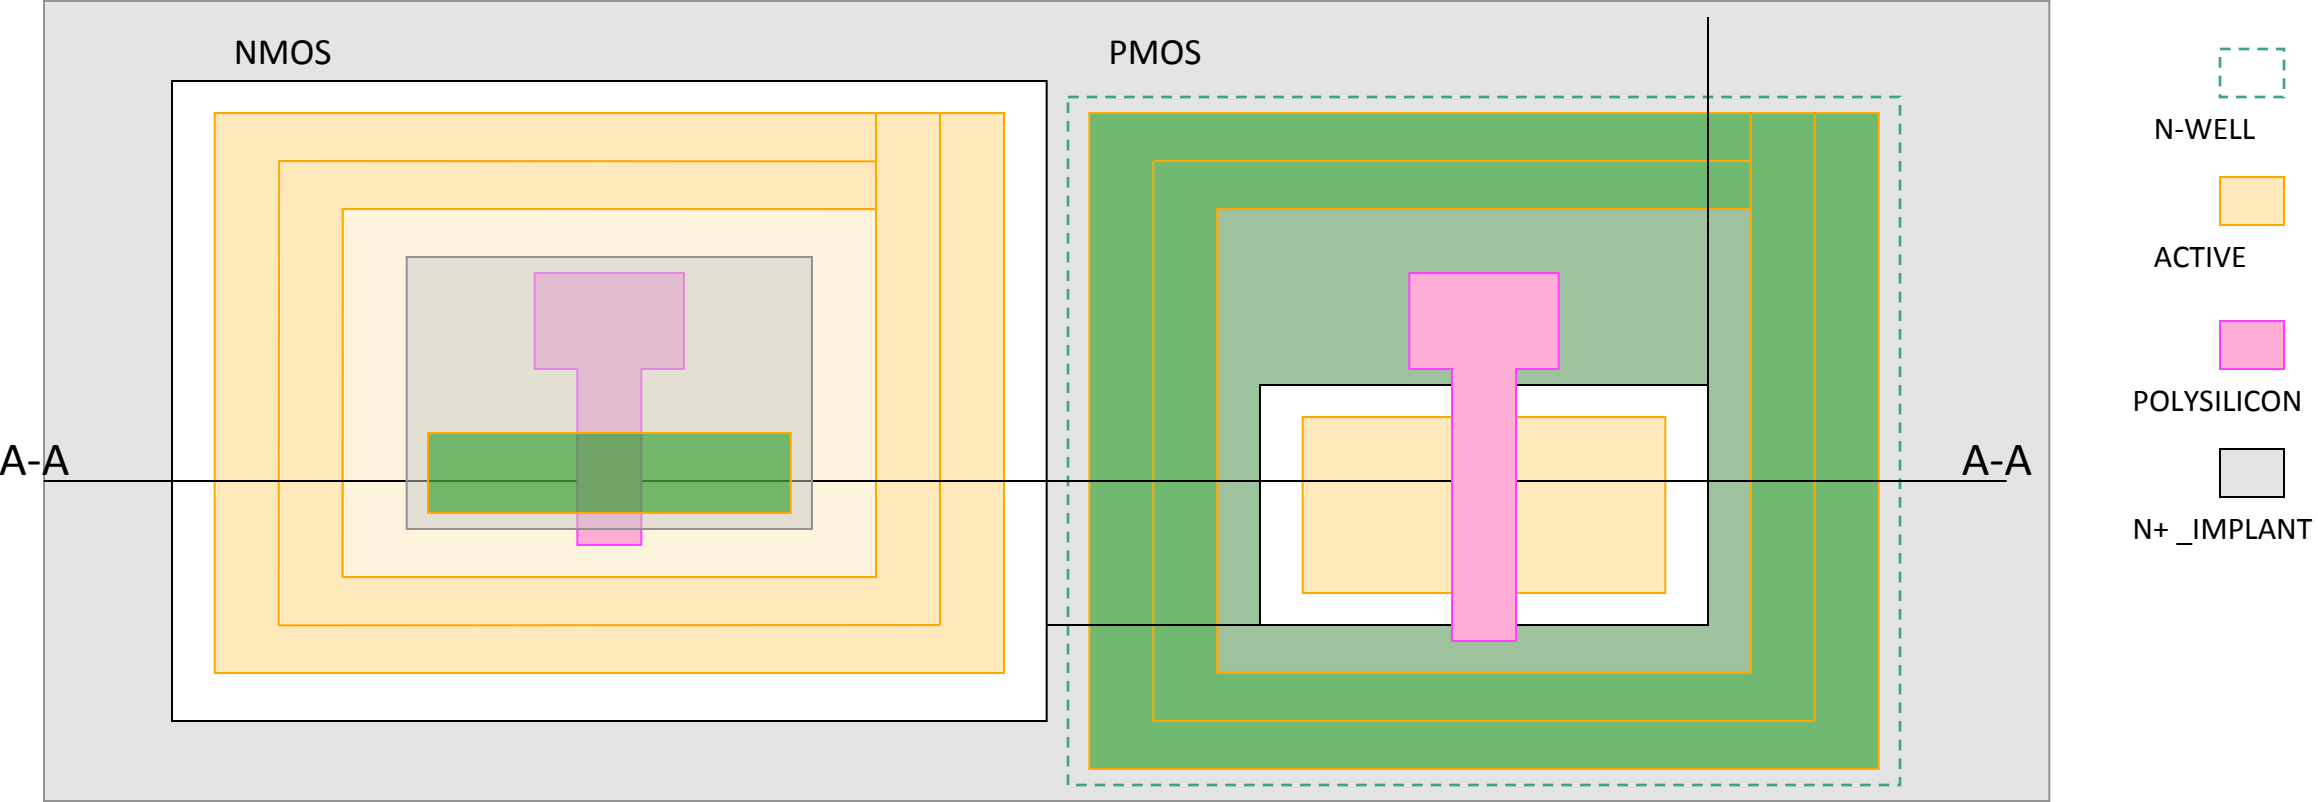 NMOS
PMOS
A-A
A-A
N-WELL
ACTIVE
POLYSILICON
N+ _IMPLANT